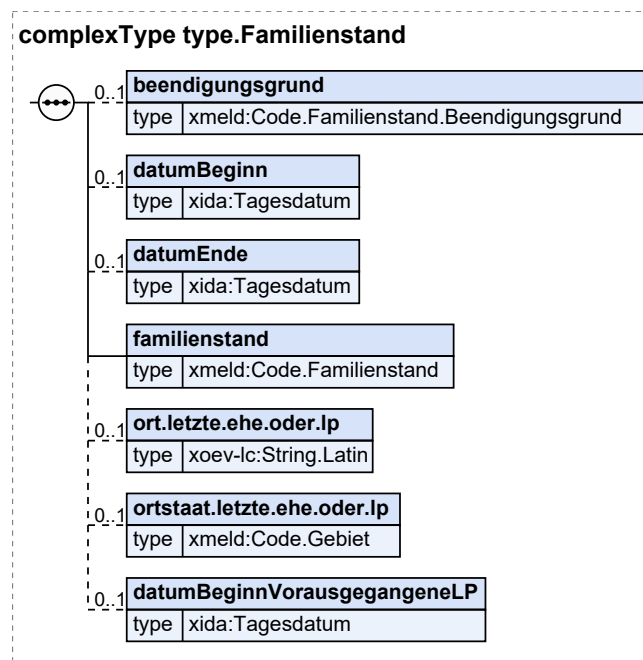 complexType type.Familienstand
0..1 beendigungsgrund
type xmeld:Code.Familienstand.Beendigungsgrund
0..1 datumBeginn
type xida:Tagesdatum
0..1 datumEnde
type xida:Tagesdatum
familienstand
type xmeld:Code.Familienstand
0..1 ort.letzte.ehe.oder.lp
type xoev-lc:String.Latin
0..1 ortstaat.letzte.ehe.oder.lp
type xmeld:Code.Gebiet
0..1 datumBeginnVorausgegangeneLP
type xida:Tagesdatum